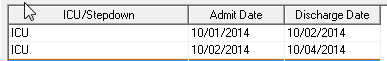 ICU/Stepdown Admit Date Discharge Date
ICU 10/01/2014 10/02/2014
ICU 10/02/2014 10/04/2014